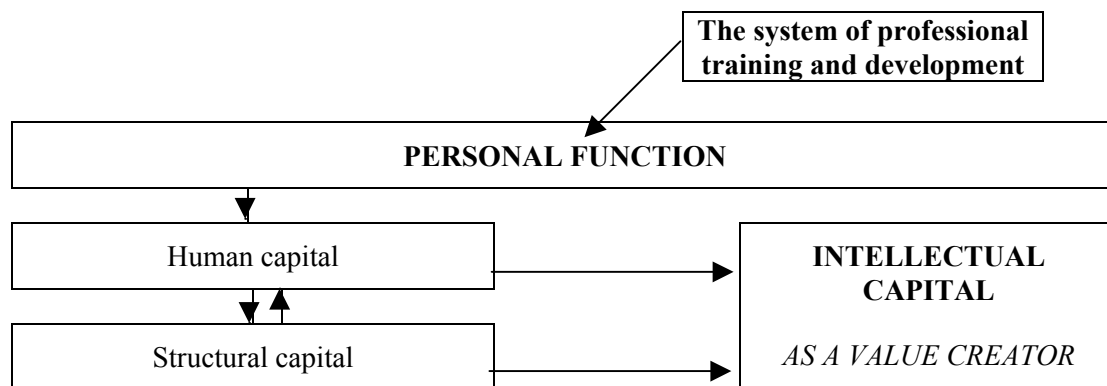 The system of professional
training and development
PERSONAL FUNCTION
Human capital
INTELLECTUAL
CAPITAL
Structural capital
AS A VALUE CREATOR